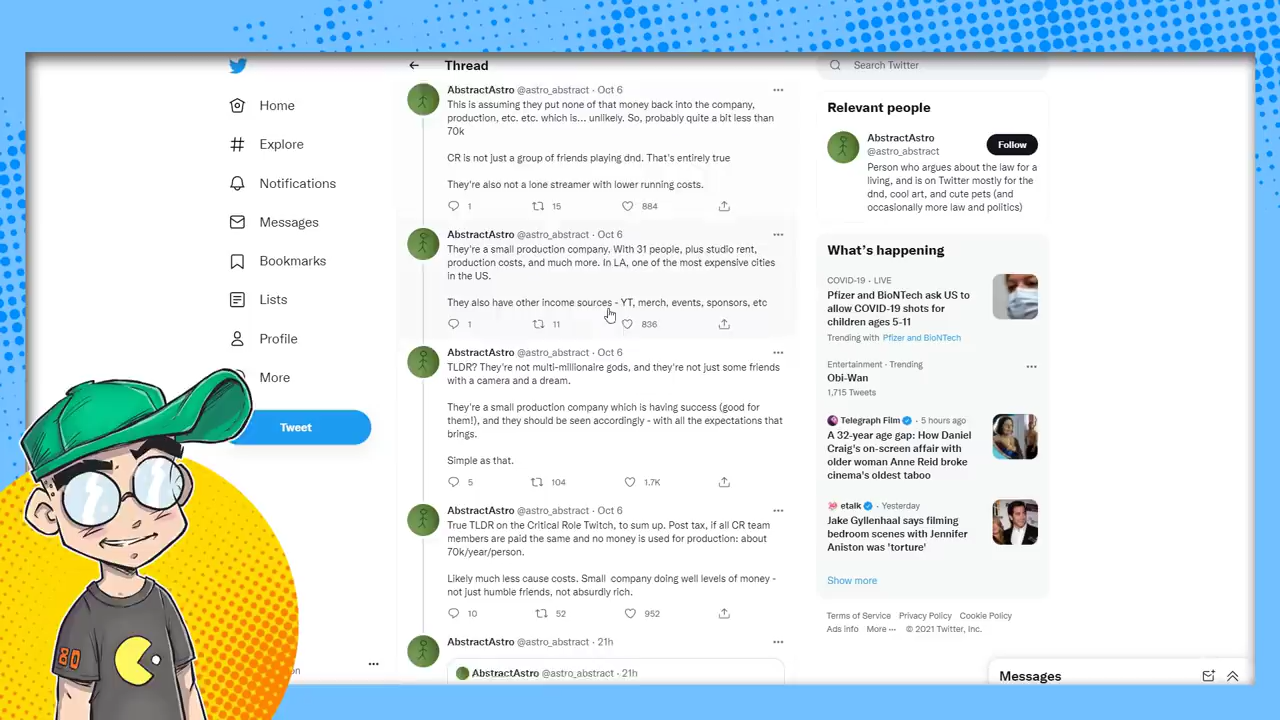 Home
Explore
Notifications
Messages
Bookmarks
Lists
Profile
More
Tweet
80
Thread
AbstractAstro @astro_abstract · Oct 6
This is assuming they put none of that money back into the company,
production, etc. etc. which is... unlikely. So, probably quite a bit less than
70k
CR is not just a group of friends playing dnd. That's entirely true
They're also not a lone streamer with lower running costs.
1 15 884
AbstractAstro @astro_abstract · Oct 6
They're a small production company. With 31 people, plus studio rent,
production costs, and much more. In LA, one of the most expensive cities
in the US.
They also have other income sources - YT, merch, events, sponsors, etc
1 11 836
AbstractAstro @astro_abstract · Oct 6
TLDR? They're not multi-millionaire gods, and they're not just some friends
with a camera and a dream.
They're a small production company which is having success (good for
them!), and they should be seen accordingly - with all the expectations that
brings.
Simple as that.
5 104 1.7K
AbstractAstro @astro_abstract · Oct 6
True TLDR on the Critical Role Twitch, to sum up. Post tax, if all CR team
members are paid the same and no money is used for production: about
70k/year/person.
Likely much less cause costs. Small company doing well levels of money -
not just humble friends, not absurdly rich.
10 52 952
AbstractAstro @astro_abstract · 21h
AbstractAstro @astro_abstract · 21h
Search Twitter
Relevant people
AbstractAstro
@astro_abstract
Follow
Person who argues about the law for a
living, and is on Twitter mostly for the
dnd, cool art, and cute pets (and
occasionally more law and politics)
What's happening
COVID-19 · LIVE
Pfizer and BioNTech ask US to
allow COVID-19 shots for
children ages 5-11
Trending with Pfizer and BioNTech
Entertainment · Trending
Obi-Wan
1,715 Tweets
Telegraph Film · 5 hours ago
A 32-year age gap: How Daniel
Craig's on-screen affair with
older woman Anne Reid broke
cinema's oldest taboo
etalk · Yesterday
Jake Gyllenhaal says filming
bedroom scenes with Jennifer
Aniston was 'torture'
Show more
Terms of Service Privacy Policy Cookie Policy
Ads info More ··· © 2021 Twitter, Inc.
Messages